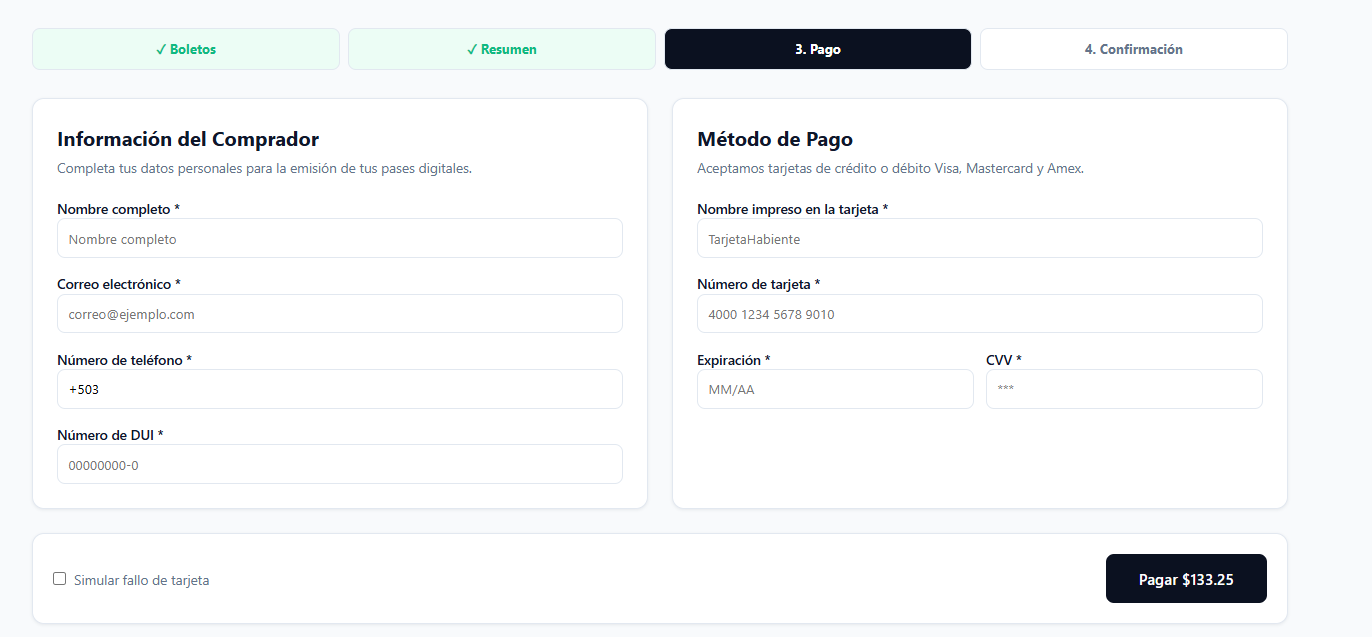 ✓ Boletos
✓ Resumen
3. Pago
4. Confirmación
Información del Comprador
Completa tus datos personales para la emisión de tus pases digitales.
Nombre completo *
Nombre completo
Correo electrónico *
correo@ejemplo.com
Número de teléfono *
+503
Número de DUI *
00000000-0
Método de Pago
Aceptamos tarjetas de crédito o débito Visa, Mastercard y Amex.
Nombre impreso en la tarjeta *
TarjetaHabiente
Número de tarjeta *
4000 1234 5678 9010
Expiración *
MM/AA
CVV *
***
Simular fallo de tarjeta
Pagar $133.25